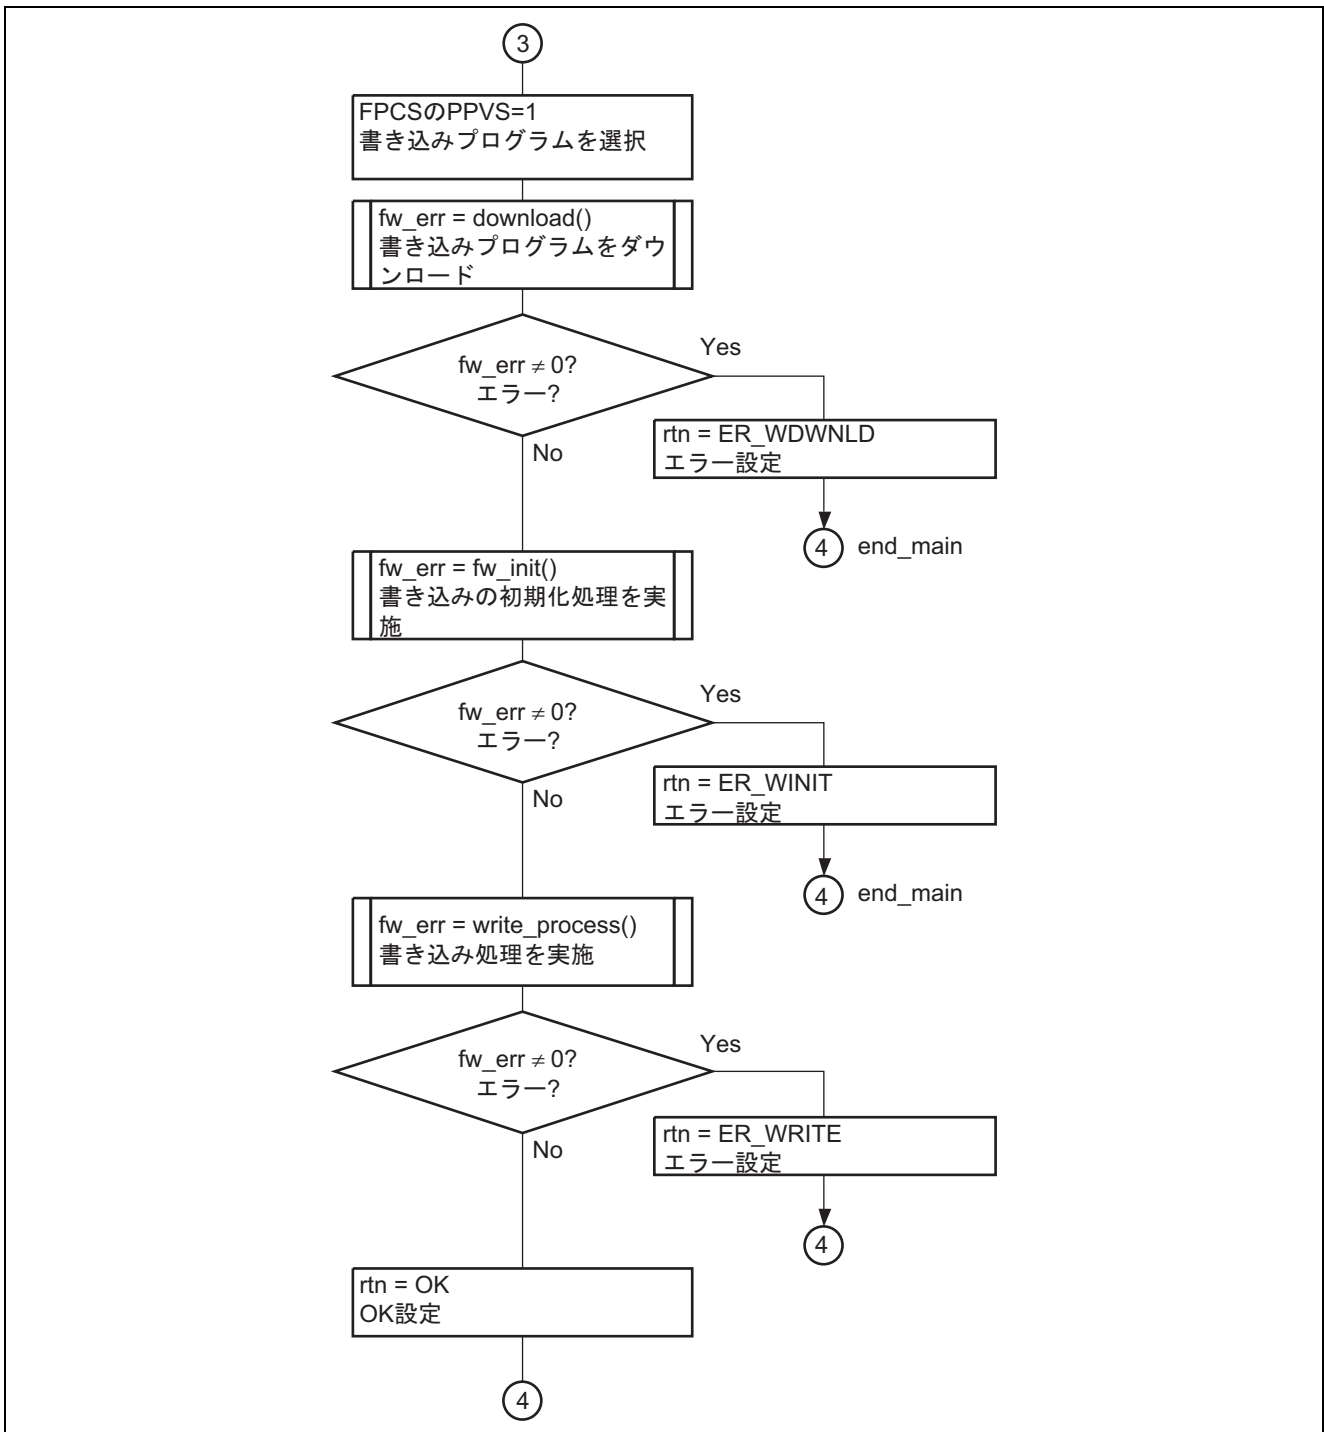 3
FPCSのPPVS=1
書き込みプログラムを選択
fw_err = download()
書き込みプログラムをダウ
ンロード
fw_err ≠ 0?
エラー?
Yes
No
rtn = ER_WDWNLD
エラー設定
4 end_main
fw_err = fw_init()
書き込みの初期化処理を実
施
fw_err ≠ 0?
エラー?
Yes
No
rtn = ER_WINIT
エラー設定
4 end_main
fw_err = write_process()
書き込み処理を実施
fw_err ≠ 0?
エラー?
Yes
No
rtn = ER_WRITE
エラー設定
4
rtn = OK
OK設定
4